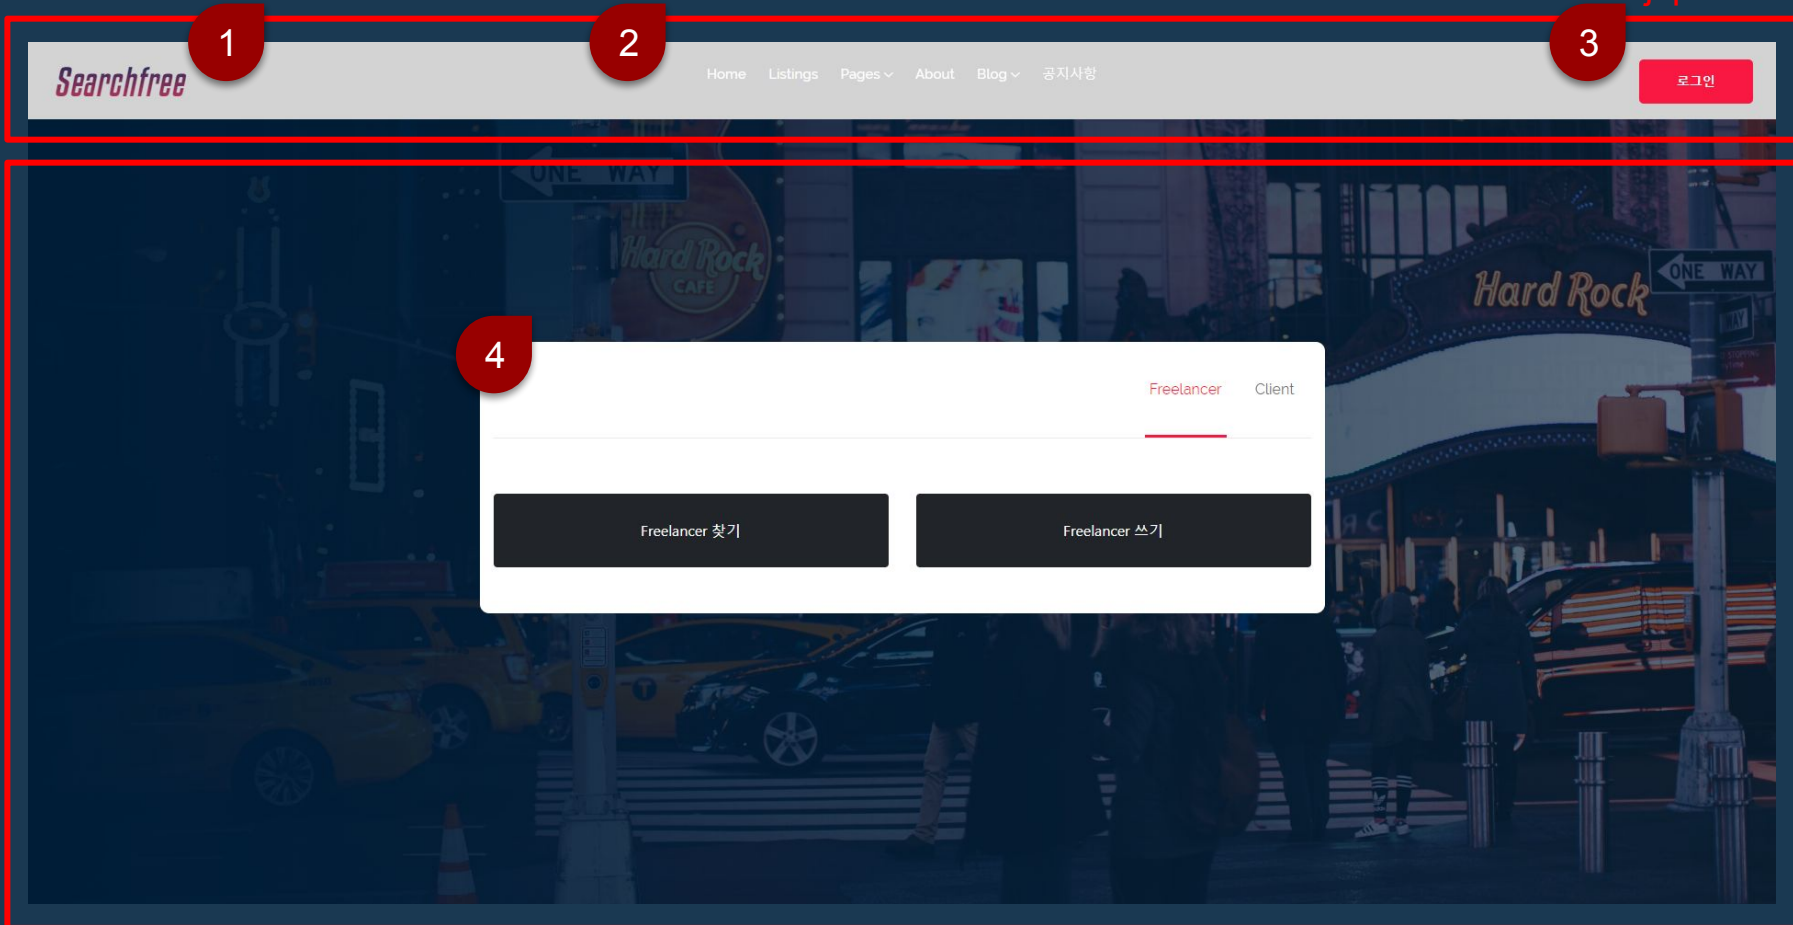 1
2
3
Searchfree
Home Listings Pages About Blog 공지사항
로그인
ONE WAY
Hard Rock
CAFE
Hard Rock
ONE WAY
4
Freelancer Client
Freelancer 찾기
Freelancer 쓰기